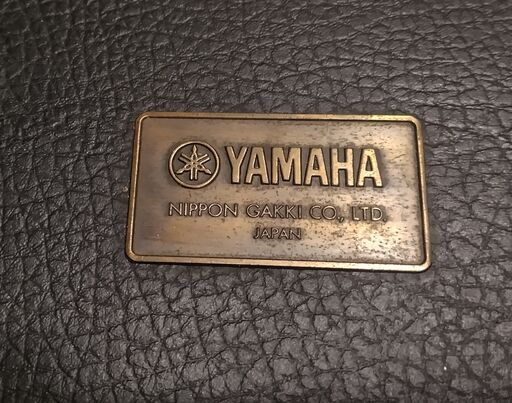 YAMAHA
NIPPON GAKKI CO., LTD.
JAPAN